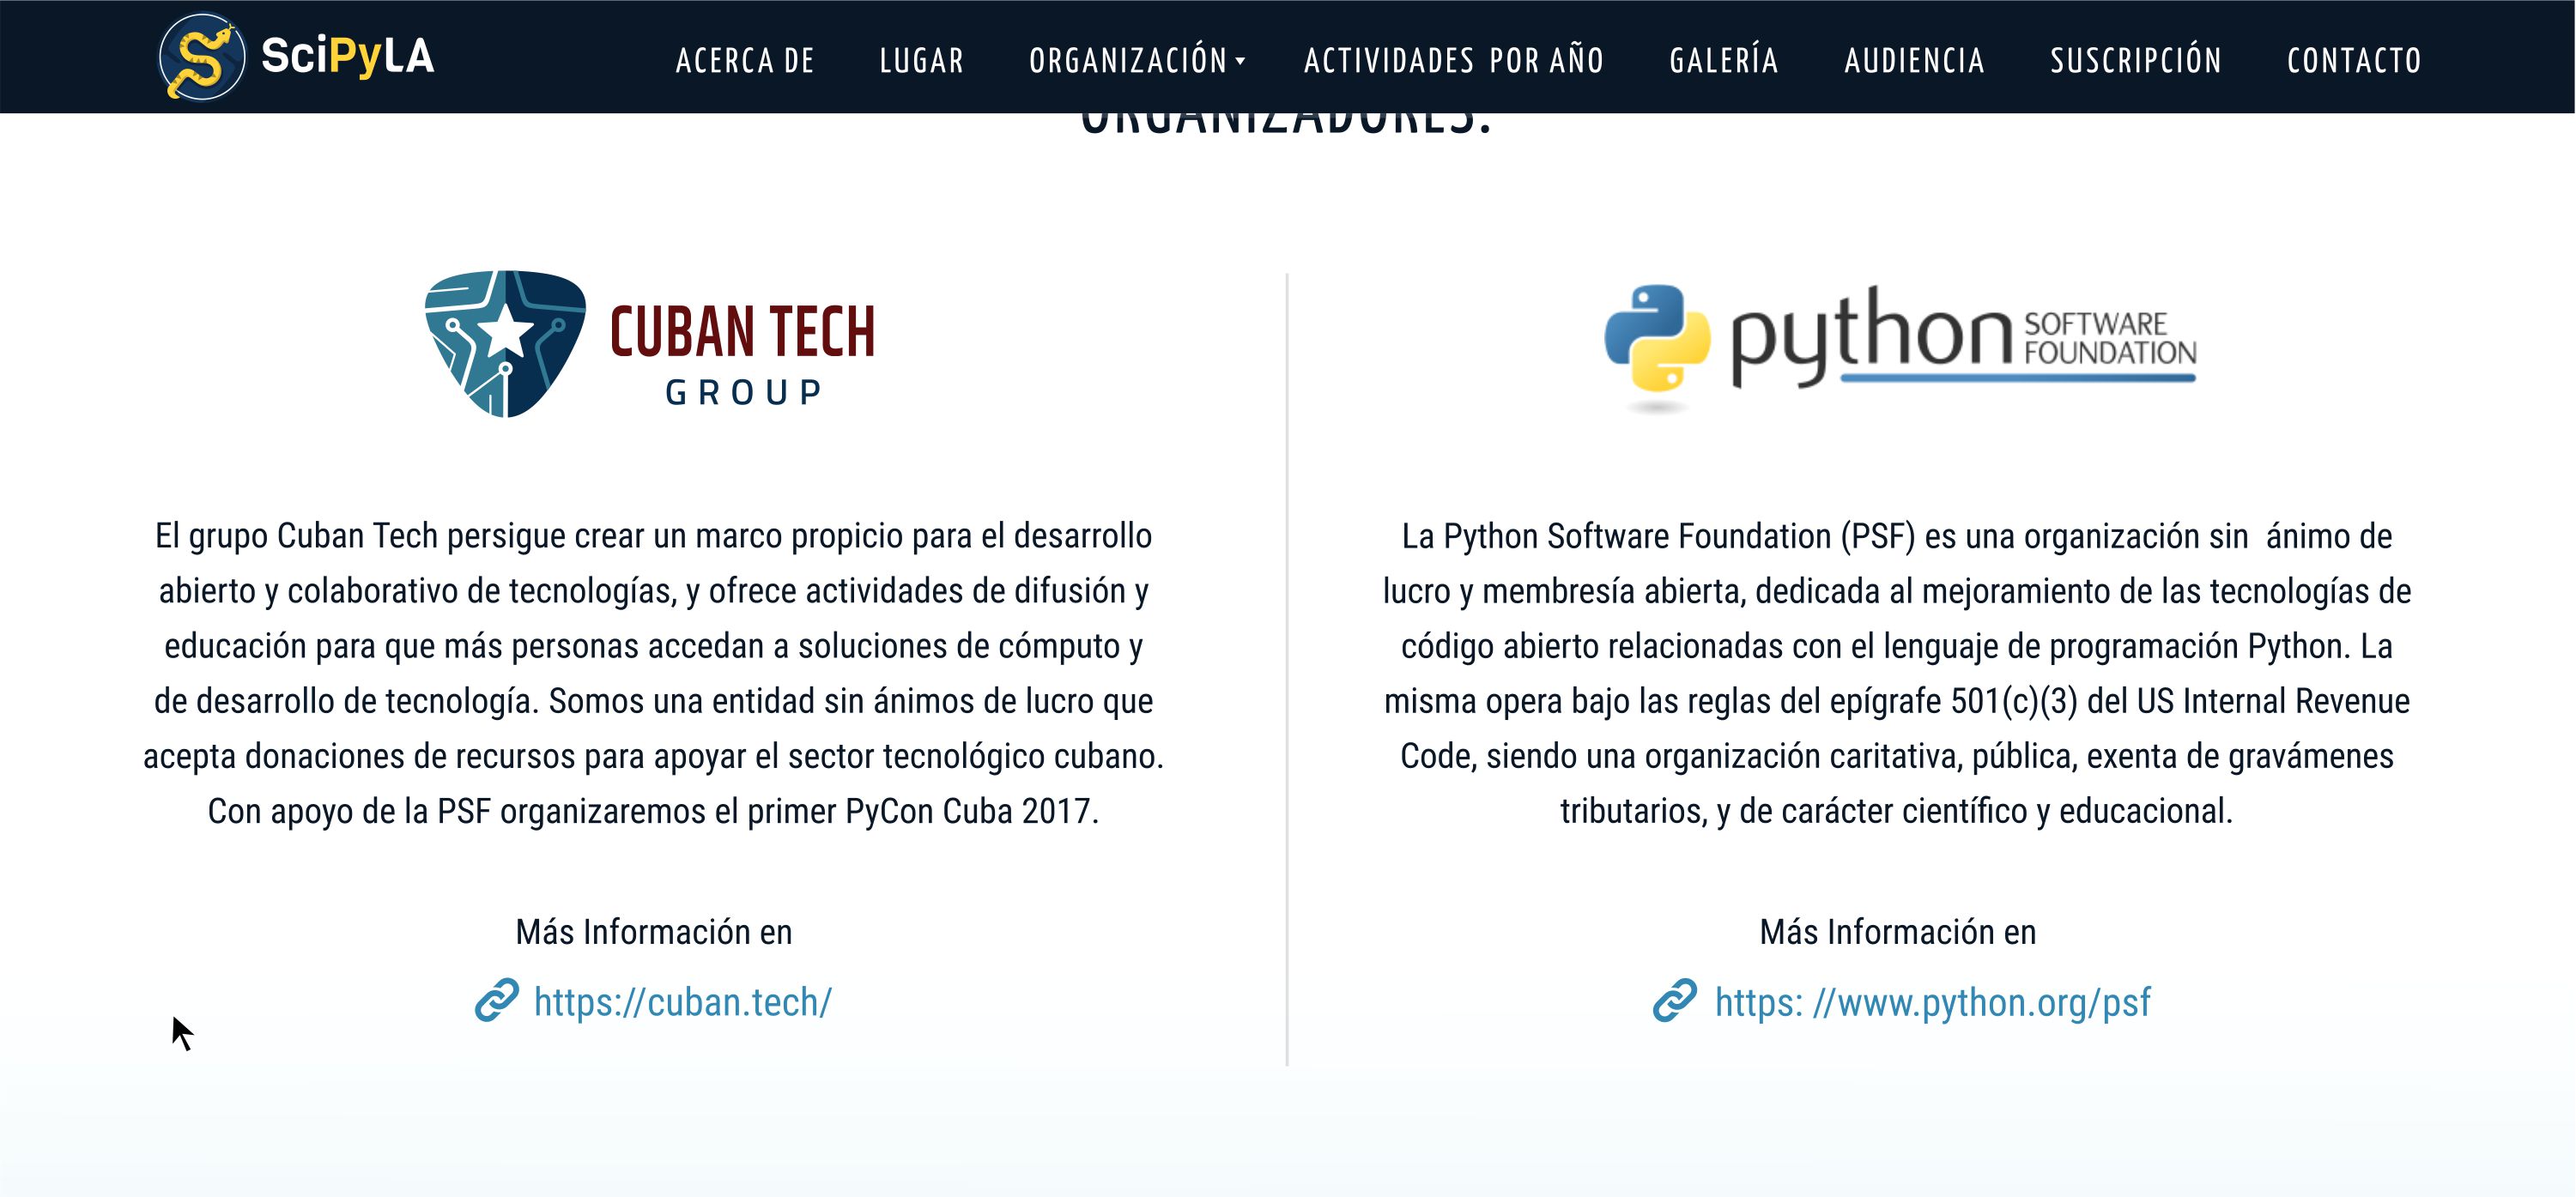 SciPyLA
ACERCA DE LUGAR ORGANIZACIÓN ACTIVIDADES POR AÑO GALERÍA AUDIENCIA SUSCRIPCIÓN CONTACTO
ORGANIZADORES:
CUBAN TECH
GROUP
El grupo Cuban Tech persigue crear un marco propicio para el desarrollo
abierto y colaborativo de tecnologías, y ofrece actividades de difusión y
educación para que más personas accedan a soluciones de cómputo y
de desarrollo de tecnología. Somos una entidad sin ánimos de lucro que
acepta donaciones de recursos para apoyar el sector tecnológico cubano.
Con apoyo de la PSF organizaremos el primer PyCon Cuba 2017.
Más Información en
https://cuban.tech/
python SOFTWARE
FOUNDATION
La Python Software Foundation (PSF) es una organización sin  ánimo de
lucro y membresía abierta, dedicada al mejoramiento de las tecnologías de
código abierto relacionadas con el lenguaje de programación Python. La
misma opera bajo las reglas del epígrafe 501(c)(3) del US Internal Revenue
Code, siendo una organización caritativa, pública, exenta de gravámenes
tributarios, y de carácter científico y educacional.
Más Información en
https: //www.python.org/psf